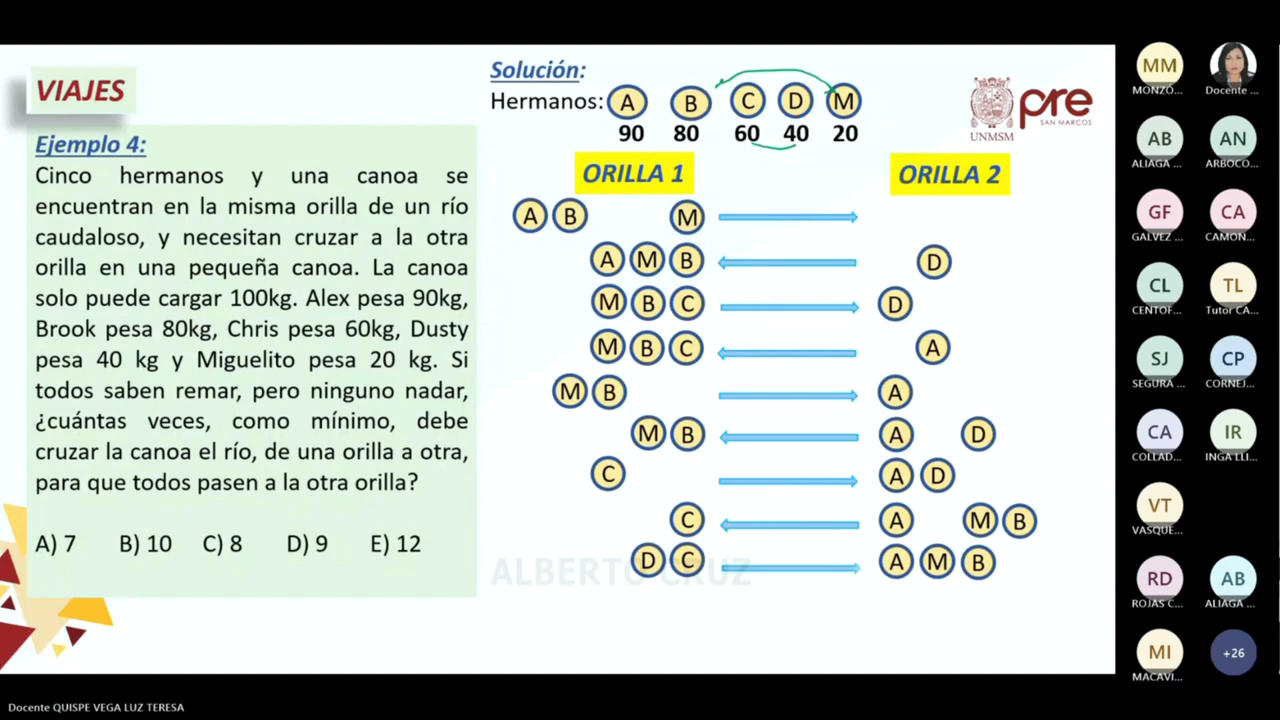 VIAJES
Ejemplo 4:
Cinco hermanos y una canoa se
encuentran en la misma orilla de un río
caudaloso, y necesitan cruzar a la otra
orilla en una pequeña canoa. La canoa
solo puede cargar 100kg. Alex pesa 90kg,
Brook pesa 80kg, Chris pesa 60kg, Dusty
pesa 40 kg y Miguelito pesa 20 kg. Si
todos saben remar, pero ninguno nadar,
¿cuántas veces, como mínimo, debe
cruzar la canoa el río, de una orilla a otra,
para que todos pasen a la otra orilla?
A) 7 B) 10 C) 8 D) 9 E) 12
Solución:
Hermanos: A B C D M
90 80 60 40 20
ORILLA 1 ORILLA 2
A B M
A M B D
M B C D
M B C A
M B A
M B A D
C A D
C A M B
D C A M B
ALBERTO CRUZ
UNMSM
pre
SAN MARCOS
MM
MONZO... Docente ...
AB AN
ALIAGA ... ARBOCO...
GF CA
GALVEZ ... CAMON...
CL TL
CENTOF... Tutor CA...
SJ CP
SEGURA ... CORNEJ...
CA IR
COLLAD... INGA LLI...
VT
VASQUE...
RD AB
ROJAS C... ALIAGA ...
MI +26
MACAVI...
Docente QUISPE VEGA LUZ TERESA